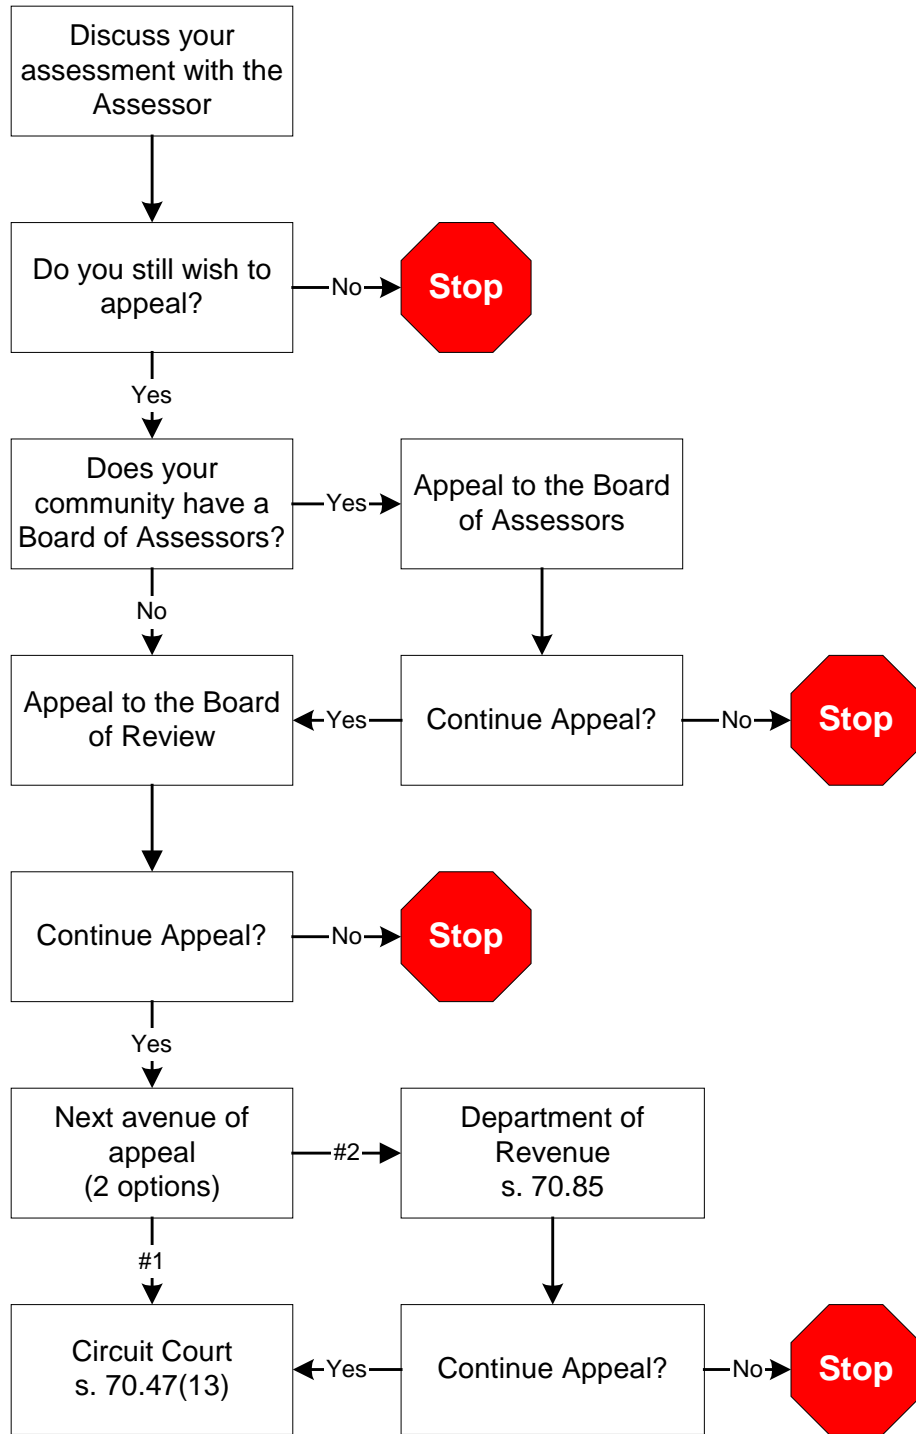 Discuss your
assessment with the
Assessor
Do you still wish to
appeal?
No
Stop
Yes
Does your
community have a
Board of Assessors?
Yes
Appeal to the Board
of Assessors
No
Appeal to the Board
of Review
Yes
Continue Appeal?
No
Stop
Continue Appeal?
No
Stop
Yes
Next avenue of
appeal
(2 options)
#2
Department of
Revenue
s. 70.85
#1
Circuit Court
s. 70.47(13)
Yes
Continue Appeal?
No
Stop